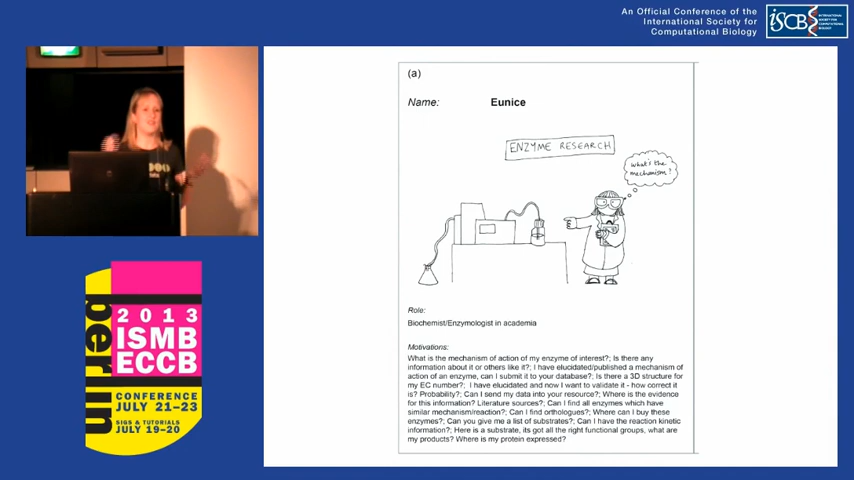 An Official Conference of the
International Society for
Computational Biology
ISCB
INTERNATIONAL
SOCIETY FOR
COMPUTATIONAL
BIOLOGY
(a)
Name: Eunice
ENZYME RESEARCH
What's the
mechanism?
Role:
Biochemist/Enzymologist in academia
Motivations:
What is the mechanism of action of my enzyme of interest?; Is there any
information about it or others like it?; I have elucidated/published a mechanism of
action of an enzyme, can I submit it to your database?; Is there a 3D structure for
my EC number?; I have elucidated and now I want to validate it - how correct it
is? Probability?; Can I send my data into your resource?; Where is the evidence
for this information? Literature sources?; Can I find all enzymes which have
similar mechanism/reaction?; Can I find orthologues?; Where can I buy these
enzymes?; Can you give me a list of substrates?; Can I have the reaction kinetic
information?; Here is a substrate, its got all the right functional groups, what are
my products? Where is my protein expressed?
berlin
2013
ISMB
ECCB
CONFERENCE
JULY 21–23
SIGS & TUTORIALS
JULY 19–20